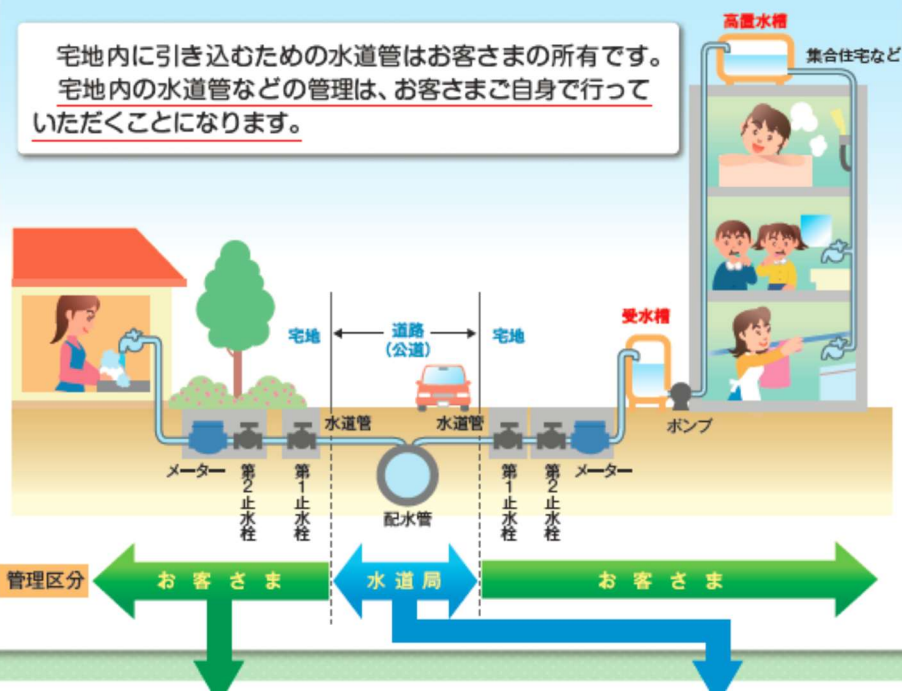 宅地内に引き込むための水道管はお客さまの所有です。
宅地内の水道管などの管理は、お客さまご自身で行って
いただくことになります。
高置水槽
集合住宅など
受水槽
宅地
道路
(公道)
宅地
水道管
水道管
ポンプ
メーター
第2止水栓
第1止水栓
配水管
第1止水栓
第2止水栓
メーター
管理区分
お客さま
水道局
お客さま